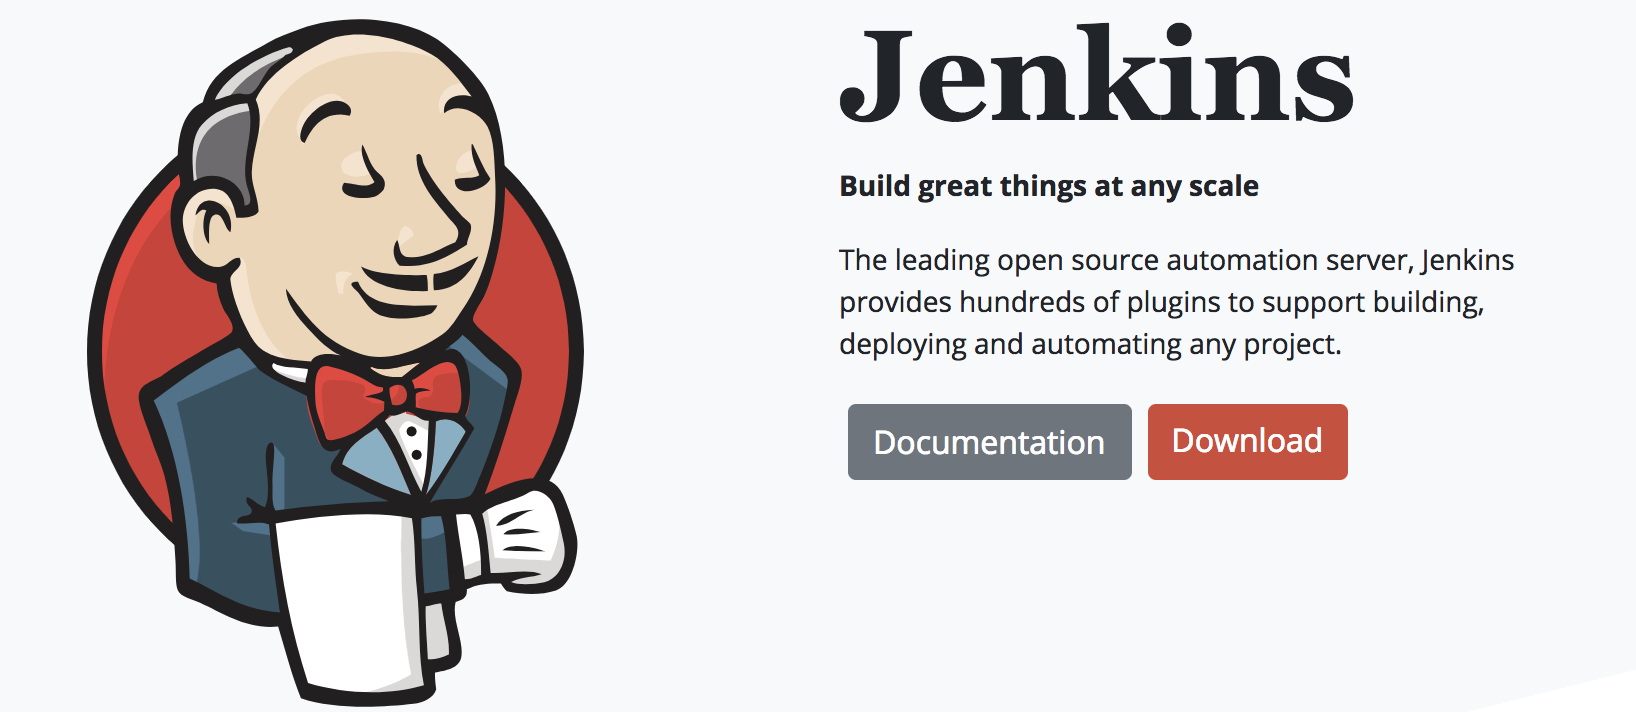 Jenkins
Build great things at any scale
The leading open source automation server, Jenkins
provides hundreds of plugins to support building,
deploying and automating any project.
Documentation
Download